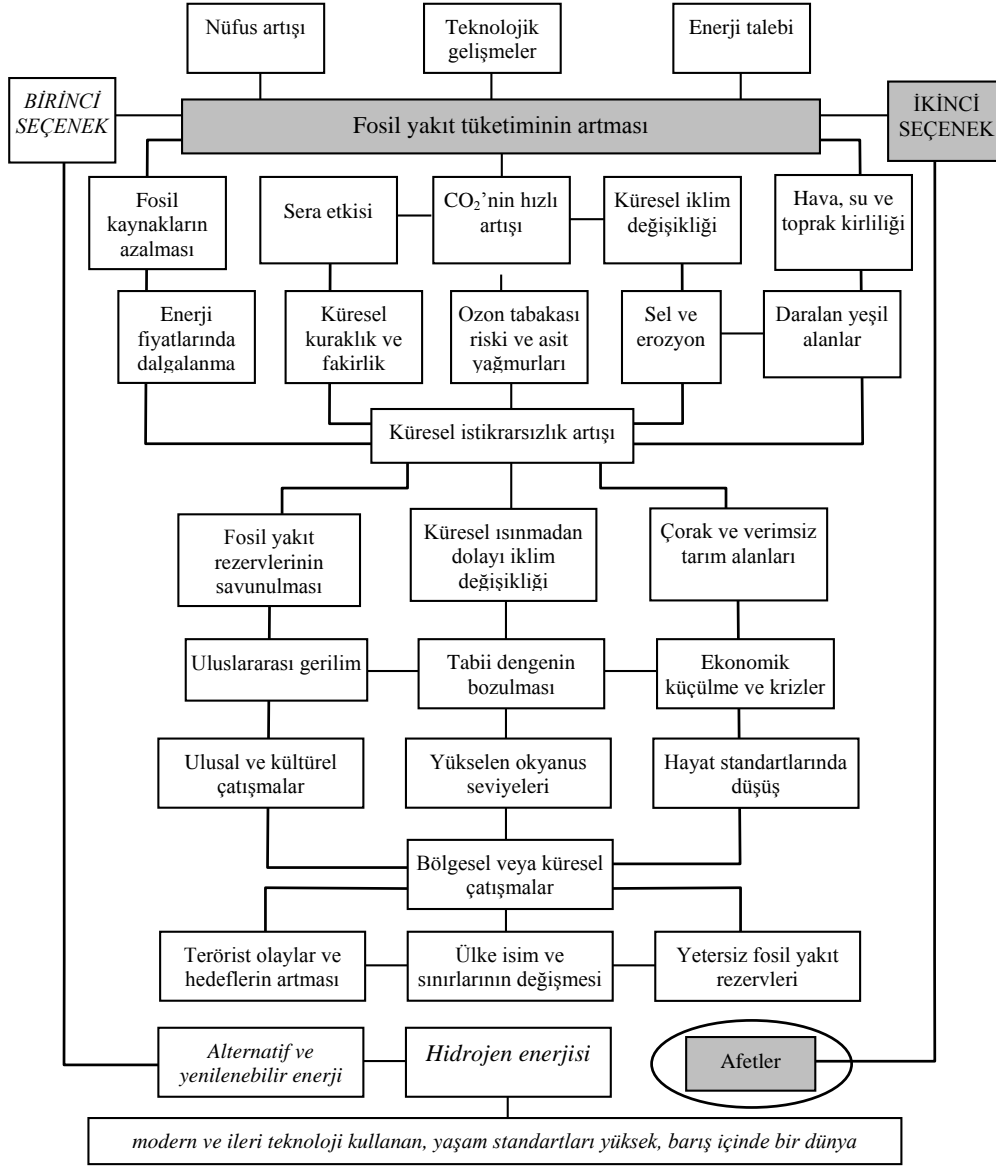 Nüfus artışı
Teknolojik
gelişmeler
Enerji talebi
BİRİNCİ
SEÇENEK
Fosil yakıt tüketiminin artması
İKİNCİ
SEÇENEK
Fosil
kaynakların
azalması
Sera etkisi
CO₂’nin hızlı
artışı
Küresel iklim
değişikliği
Hava, su ve
toprak kirliliği
Enerji
fiyatlarında
dalgalanma
Küresel
kuraklık ve
fakirlik
Ozon tabakası
riski ve asit
yağmurları
Sel ve
erozyon
Daralan yeşil
alanlar
Küresel istikrarsızlık artışı
Fosil yakıt
rezervlerinin
savunulması
Küresel ısınmadan
dolayı iklim
değişikliği
Çorak ve verimsiz
tarım alanları
Uluslararası gerilim
Tabii dengenin
bozulması
Ekonomik
küçülme ve krizler
Ulusal ve kültürel
çatışmalar
Yükselen okyanus
seviyeleri
Hayat standartlarında
düşüş
Bölgesel veya küresel
çatışmalar
Terörist olaylar ve
hedeflerin artması
Ülke isim ve
sınırlarının değişmesi
Yetersiz fosil yakıt
rezervleri
Alternatif ve
yenilenebilir enerji
Hidrojen enerjisi
Afetler
modern ve ileri teknoloji kullanan, yaşam standartları yüksek, barış içinde bir dünya